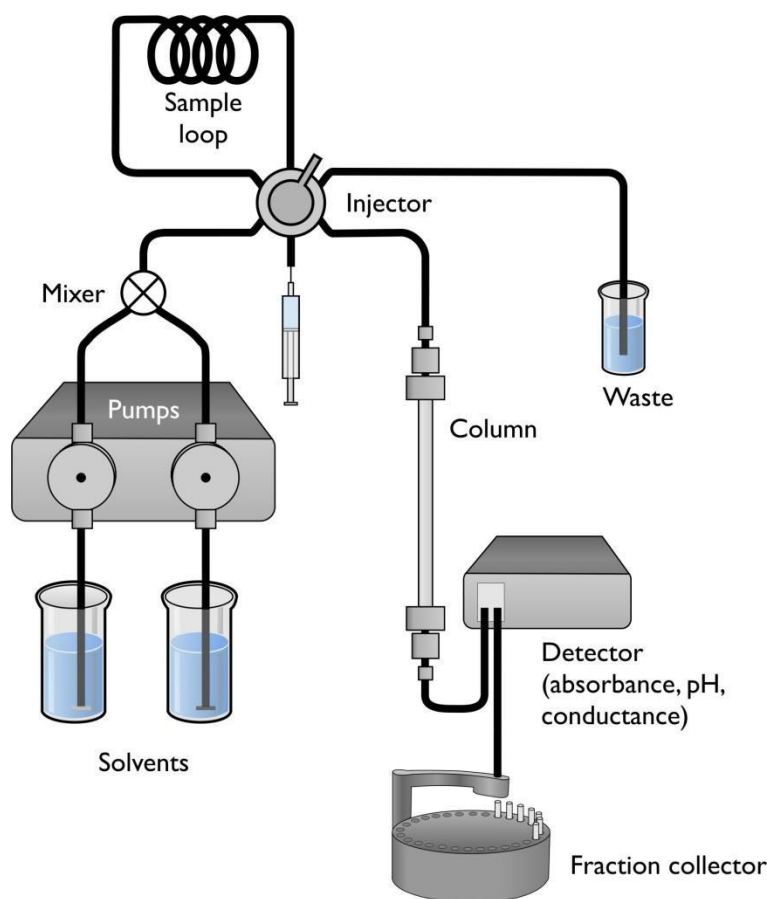 Sample
loop
Injector
Mixer
Waste
Pumps
Column
Detector
(absorbance, pH,
conductance)
Solvents
Fraction collector